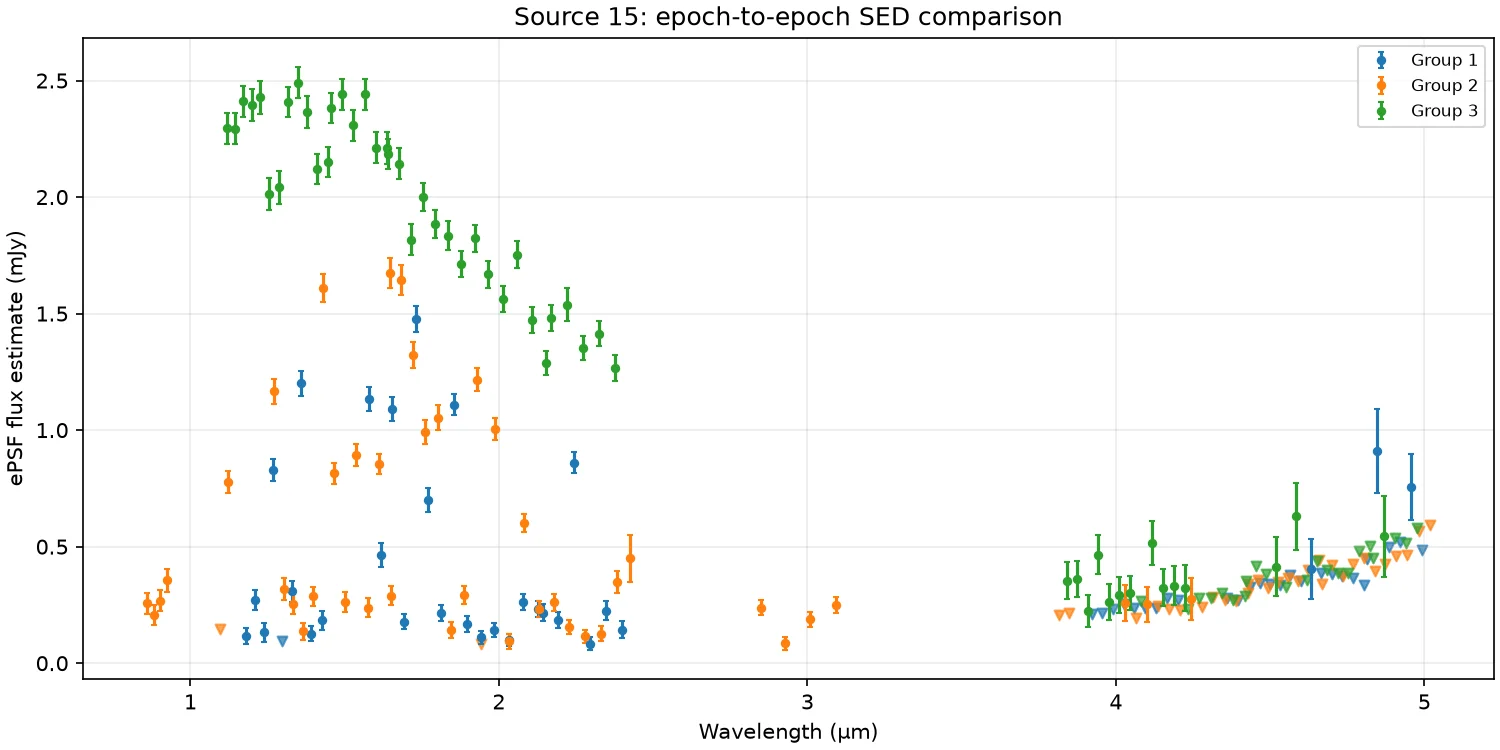 Source 15: epoch-to-epoch SED comparison
ePSF flux estimate (mJy)
2.5
2.0
1.5
1.0
0.5
0.0
Group 1
Group 2
Group 3
1 2 3 4 5
Wavelength (μm)